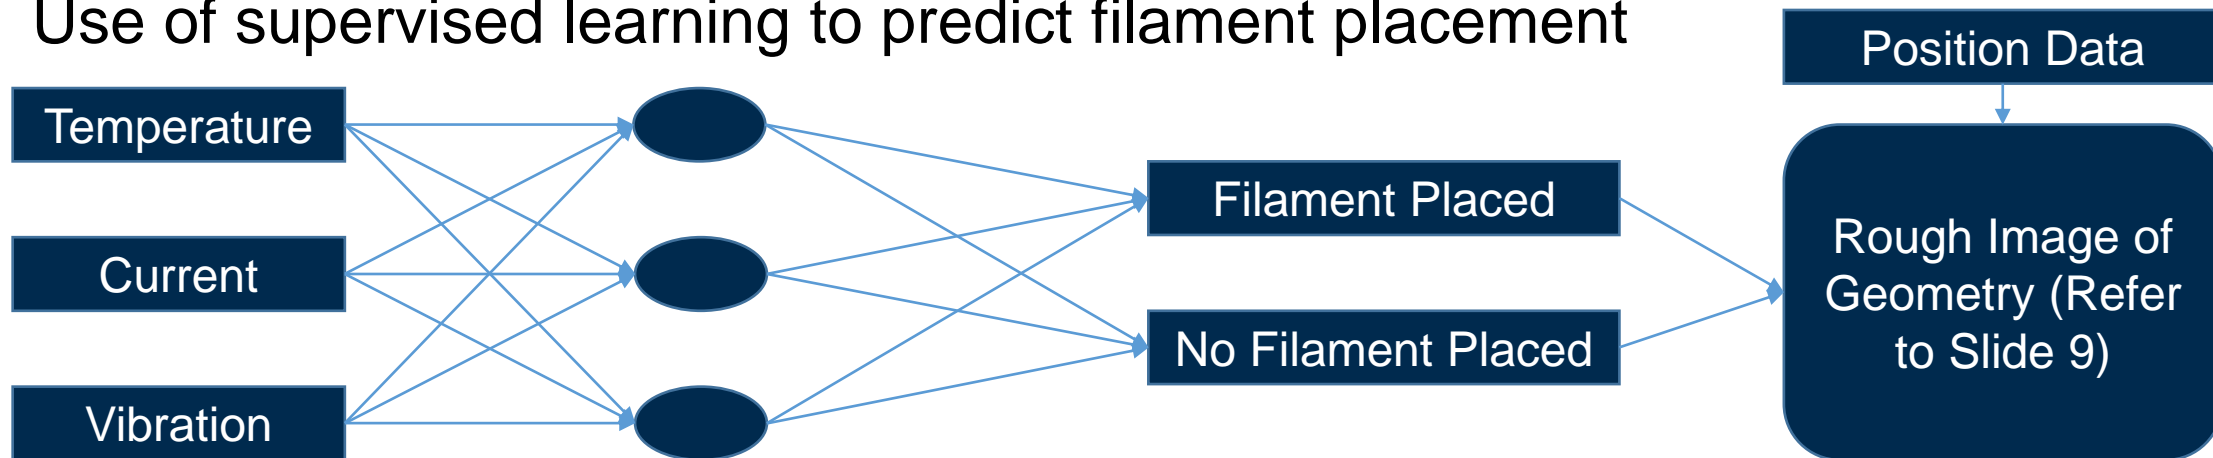 Use of supervised learning to predict filament placement
Position Data
Temperature
Current
Vibration
Filament Placed
No Filament Placed
Rough Image of
Geometry (Refer
to Slide 9)